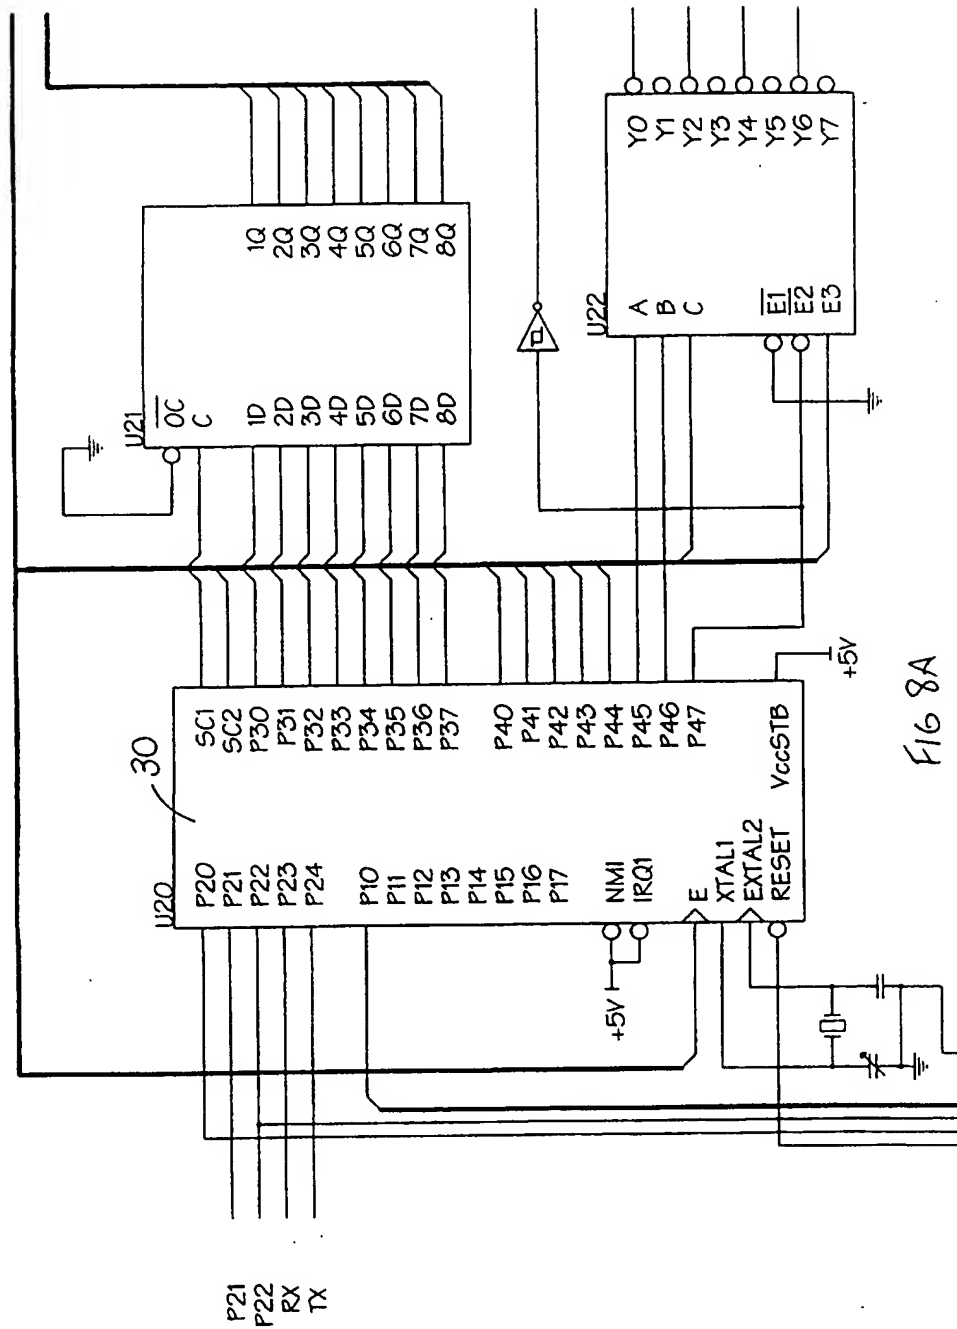 P21
P22
RX
TX
U20
30
P20
P21
P22
P23
P24
P10
P11
P12
P13
P14
P15
P16
P17
NMI
IRQ1
+5V
E
XTAL1
EXTAL2
RESET
SC1
SC2
P30
P31
P32
P33
P34
P35
P36
P37
P40
P41
P42
P43
P44
P45
P46
P47
VccSTB
+5V
U21
OC
C
1D
2D
3D
4D
5D
6D
7D
8D
1Q
2Q
3Q
4Q
5Q
6Q
7Q
8Q
U22
A
B
C
E1
E2
E3
Y0
Y1
Y2
Y3
Y4
Y5
Y6
Y7
FIG 8A